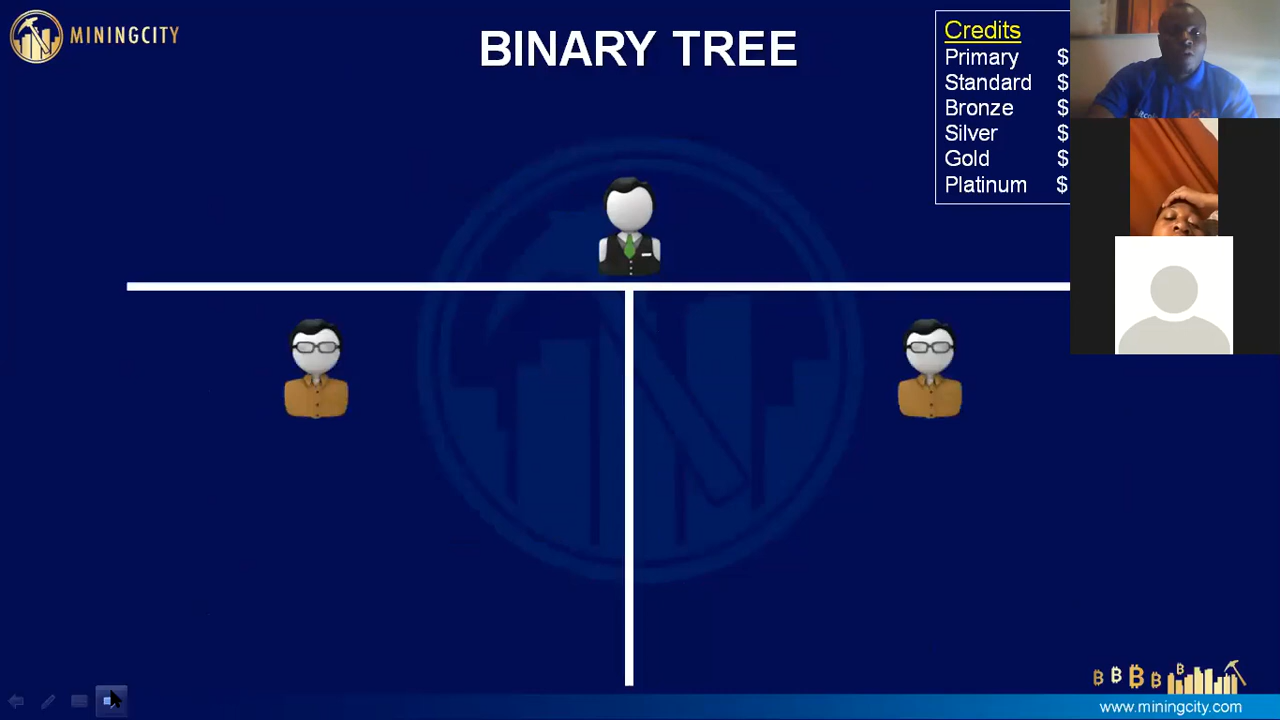 MININGCITY
BINARY TREE
Credits
Primary $
Standard $
Bronze $
Silver $
Gold $
Platinum $
www.miningcity.com